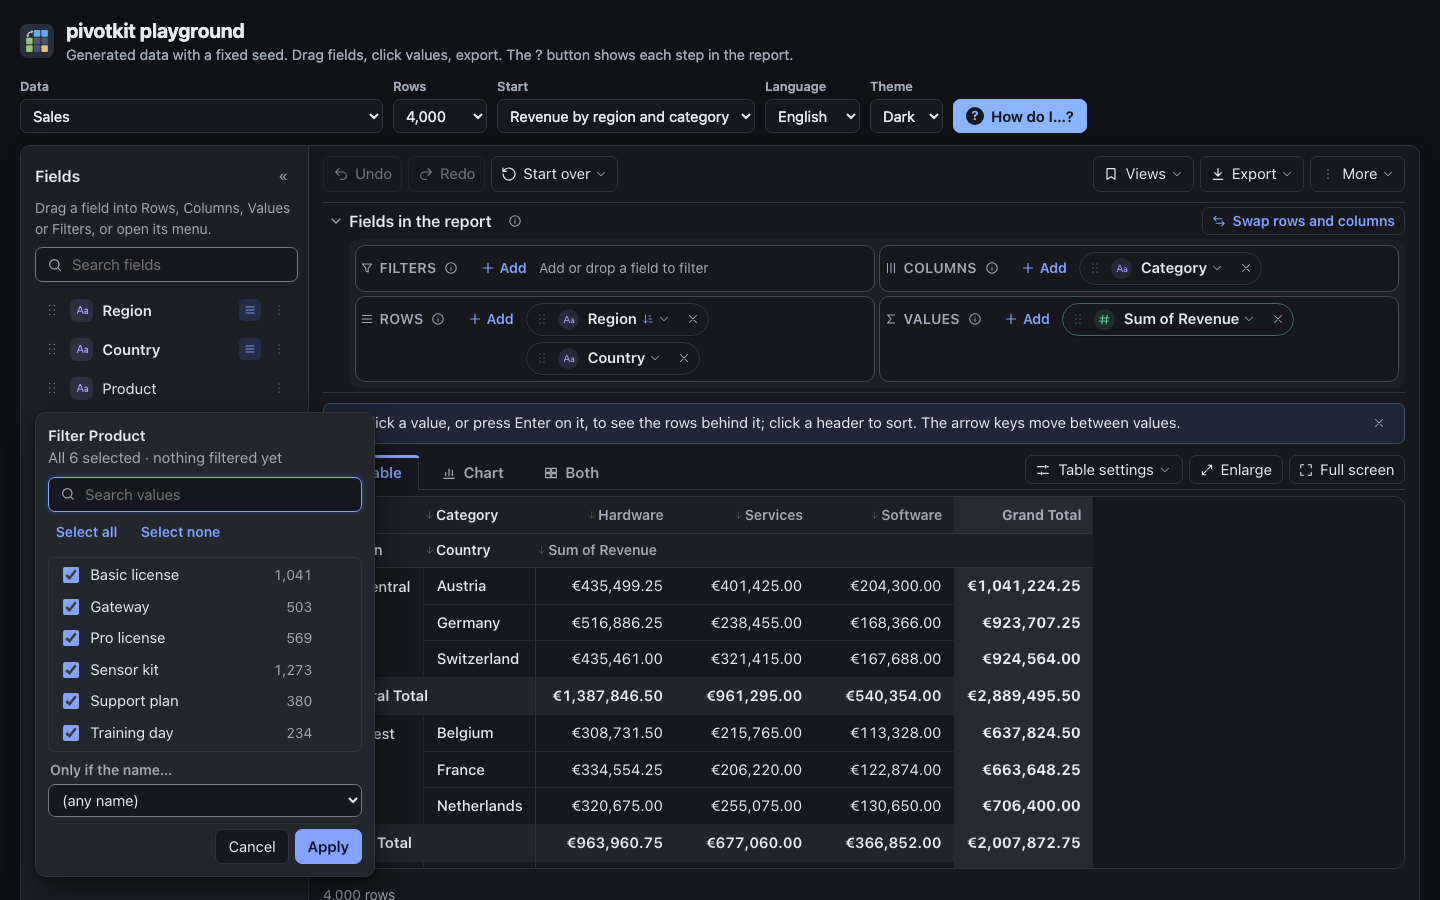 pivotkit playground
Generated data with a fixed seed. Drag fields, click values, export. The ? button shows each step in the report.
Data
Rows
Start
Language
Theme
Sales
4,000
Revenue by region and category
English
Dark
? How do I...?
Fields
«
Drag a field into Rows, Columns, Values
or Filters, or open its menu.
Search fields
Aa Region
Aa Country
Aa Product
Undo
Redo
Start over
Views
Export
More
Fields in the report
Swap rows and columns
FILTERS
+ Add
Add or drop a field to filter
COLUMNS
+ Add
Aa Category
ROWS
+ Add
Aa Region
Aa Country
Σ VALUES
+ Add
# Sum of Revenue
Filter Product
All 6 selected · nothing filtered yet
Search values
Select all
Select none
Basic license 1,041
Gateway 503
Pro license 569
Sensor kit 1,273
Support plan 380
Training day 234
Only if the name...
(any name)
Cancel
Apply
ick a value, or press Enter on it, to see the rows behind it; click a header to sort. The arrow keys move between values.
able
Chart
Both
Table settings
Enlarge
Full screen
↓ Category ↓ Hardware ↓ Services ↓ Software Grand Total
n ↓ Country ↓ Sum of Revenue
entral Austria €435,499.25 €401,425.00 €204,300.00 €1,041,224.25
Germany €516,886.25 €238,455.00 €168,366.00 €923,707.25
Switzerland €435,461.00 €321,415.00 €167,688.00 €924,564.00
ral Total €1,387,846.50 €961,295.00 €540,354.00 €2,889,495.50
est Belgium €308,731.50 €215,765.00 €113,328.00 €637,824.50
France €334,554.25 €206,220.00 €122,874.00 €663,648.25
Netherlands €320,675.00 €255,075.00 €130,650.00 €706,400.00
Total €963,960.75 €677,060.00 €366,852.00 €2,007,872.75
4,000 rows